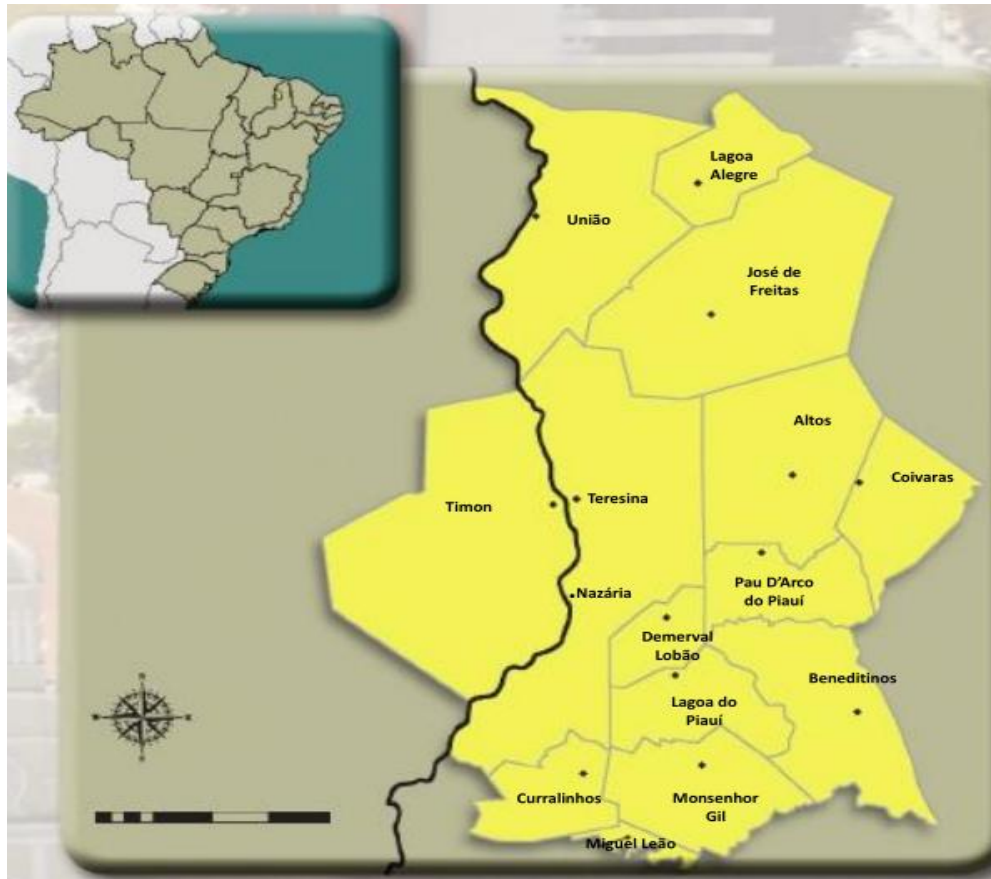 Lagoa
Alegre
União
José de
Freitas
Altos
Coivaras
Timon
Teresina
Nazária
Pau D'Arco
do Piauí
Demerval
Lobão
Beneditinos
Lagoa do
Piauí
Curralinhos
Monsenhor
Gil
Miguel Leão